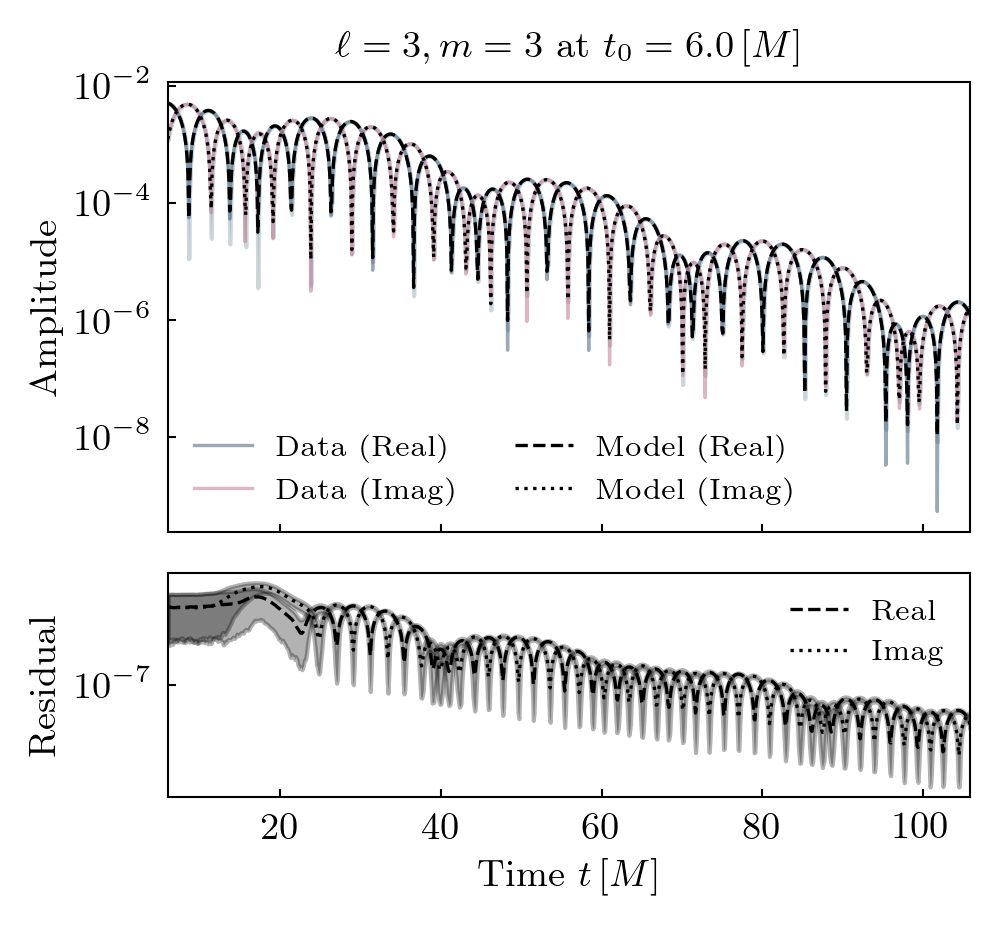 ℓ = 3, m = 3 at t₀ = 6.0 [M]
10⁻²
10⁻⁴
10⁻⁶
10⁻⁸
Amplitude
Data (Real)
Data (Imag)
Model (Real)
Model (Imag)
Real
Imag
10⁻⁷
Residual
20 40 60 80 100
Time t [M]